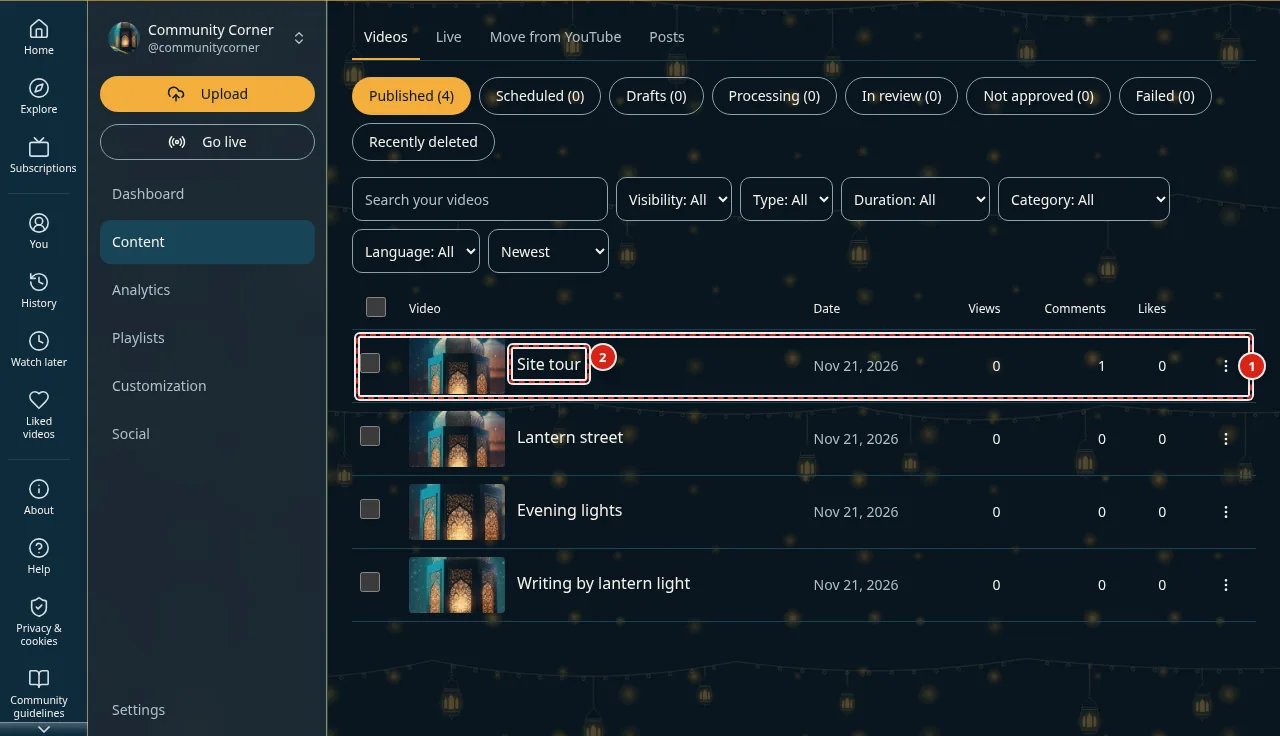 Home
Explore
Subscriptions
You
History
Watch later
Liked
videos
About
Help
Privacy &
cookies
Community
guidelines
Community Corner
@communitycorner
Upload
Go live
Dashboard
Content
Analytics
Playlists
Customization
Social
Settings
Videos Live Move from YouTube Posts
Published (4) Scheduled (0) Drafts (0) Processing (0) In review (0) Not approved (0) Failed (0)
Recently deleted
Search your videos Visibility: All Type: All Duration: All Category: All
Language: All Newest
Video Date Views Comments Likes
Site tour 2 Nov 21, 2026 0 1 0 1
Lantern street Nov 21, 2026 0 0 0
Evening lights Nov 21, 2026 0 0 0
Writing by lantern light Nov 21, 2026 0 0 0